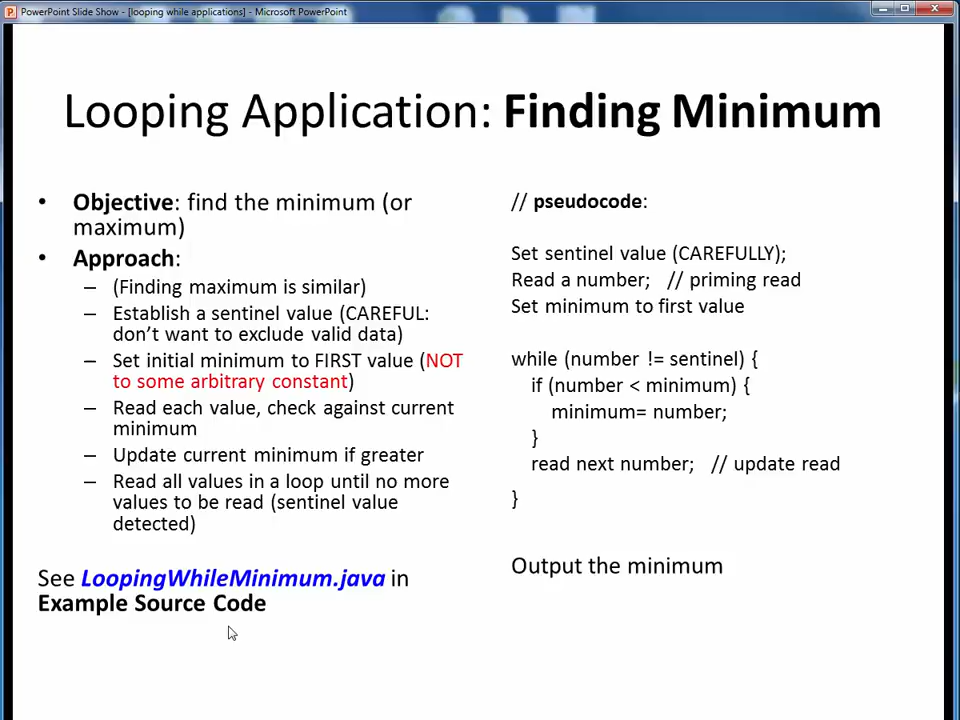 PowerPoint Slide Show - [looping while applications] - Microsoft PowerPoint
Looping Application: Finding Minimum
• Objective: find the minimum (or
maximum)
• Approach:
– (Finding maximum is similar)
– Establish a sentinel value (CAREFUL:
don’t want to exclude valid data)
– Set initial minimum to FIRST value (NOT
to some arbitrary constant)
– Read each value, check against current
minimum
– Update current minimum if greater
– Read all values in a loop until no more
values to be read (sentinel value
detected)
See LoopingWhileMinimum.java in
Example Source Code
// pseudocode:
Set sentinel value (CAREFULLY);
Read a number;   // priming read
Set minimum to first value
while (number != sentinel) {
if (number < minimum) {
minimum= number;
}
read next number;   // update read
}
Output the minimum